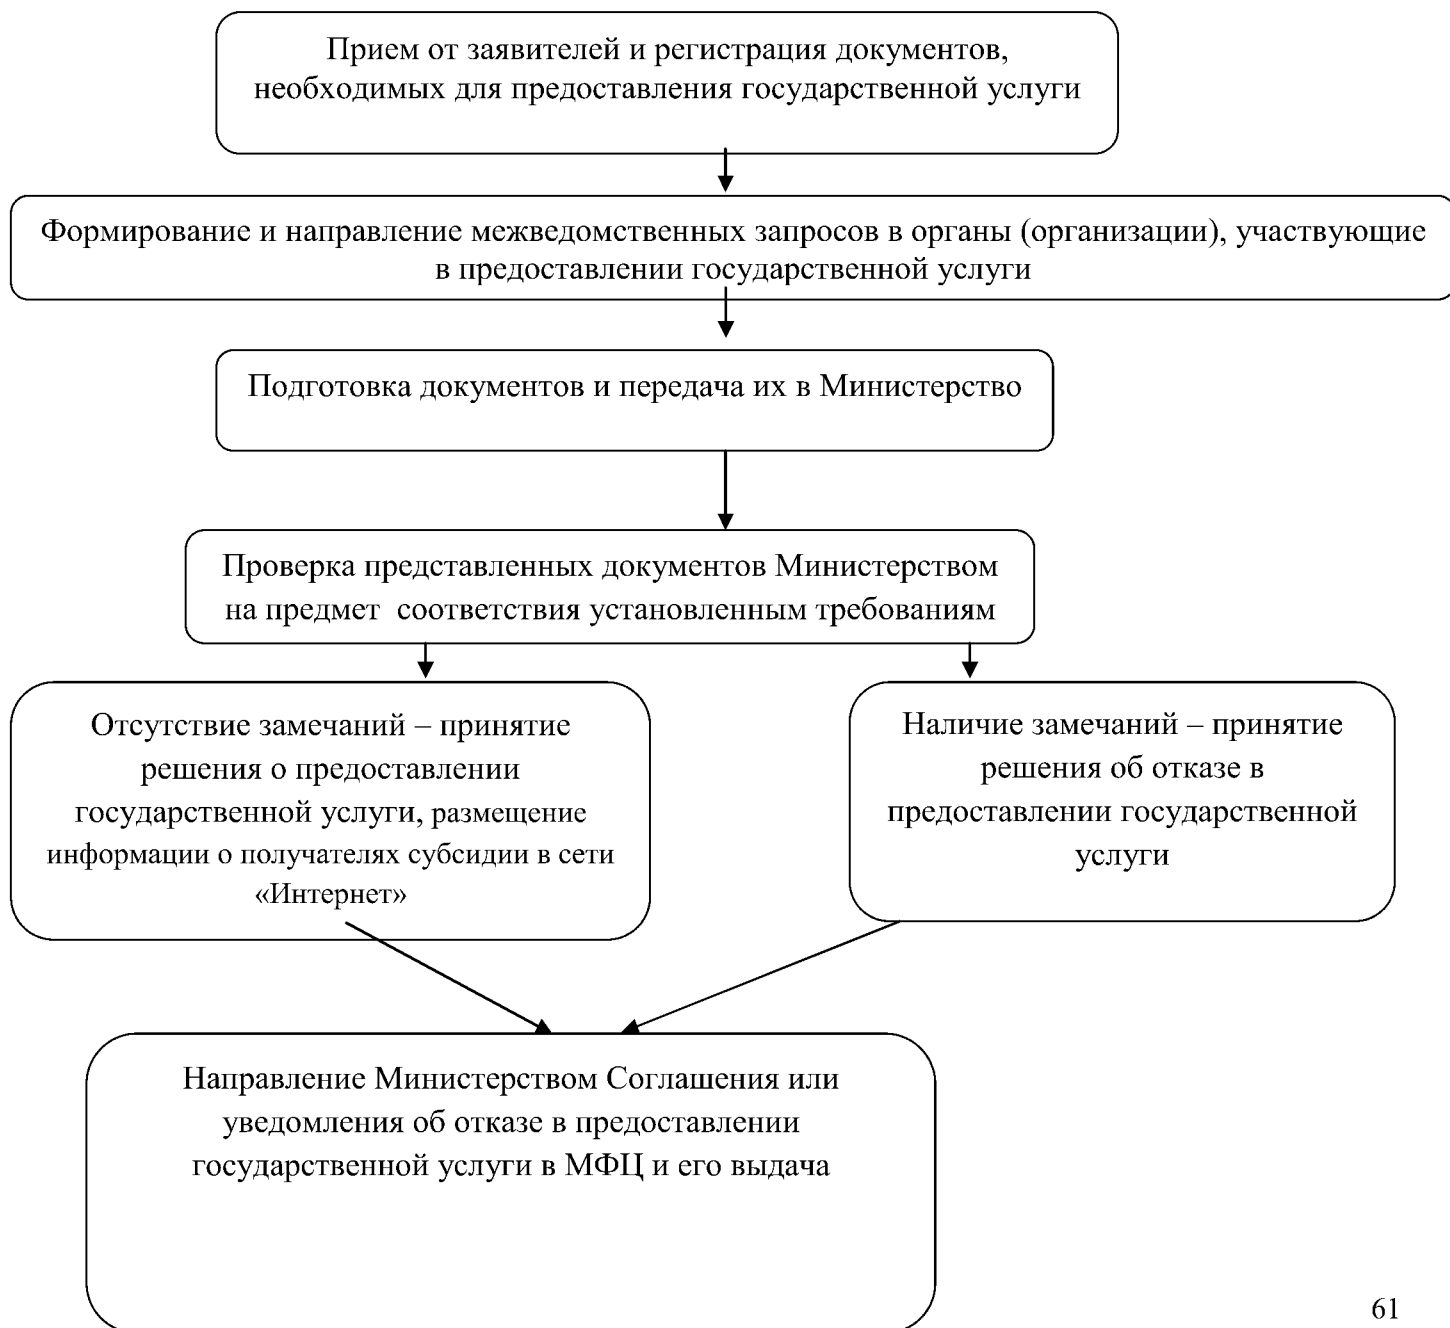 Прием от заявителей и регистрация документов,
необходимых для предоставления государственной услуги
Формирование и направление межведомственных запросов в органы (организации), участвующие
в предоставлении государственной услуги
Подготовка документов и передача их в Министерство
Проверка представленных документов Министерством
на предмет соответствия установленным требованиям
Отсутствие замечаний – принятие
решения о предоставлении
государственной услуги, размещение
информации о получателях субсидии в сети
«Интернет»
Наличие замечаний – принятие
решения об отказе в
предоставлении государственной
услуги
Направление Министерством Соглашения или
уведомления об отказе в предоставлении
государственной услуги в МФЦ и его выдача
61